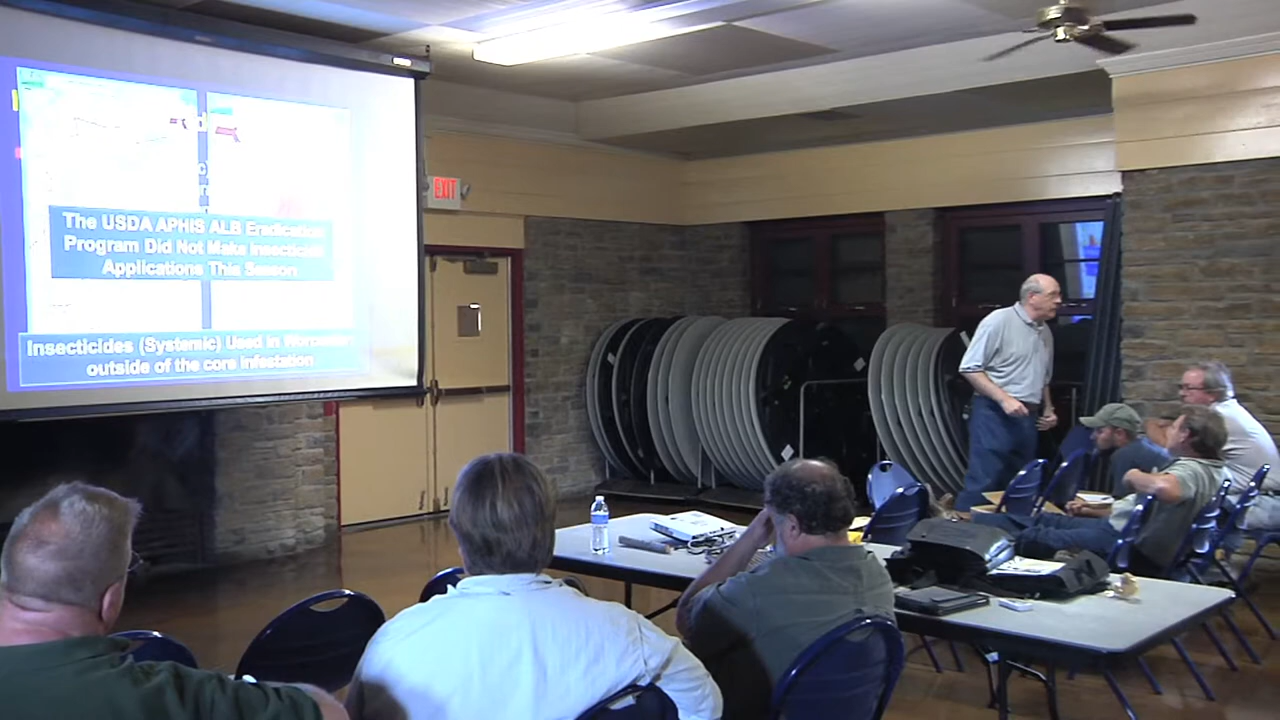 The USDA APHIS ALB Eradication
Program Did Not Make Insecticide
Applications This Season
Insecticides (Systemic) Used in
outside of the core infestation
EXIT